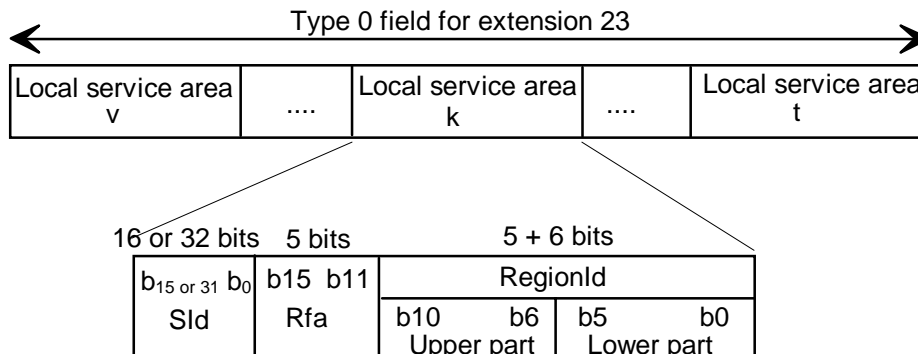 Type 0 field for extension 23
Local service area Local service area Local service area
v .... k .... t
16 or 32 bits 5 bits 5 + 6 bits
b15 or 31 b0 b15 b11 RegionId
SId Rfa b10 b6 b5 b0
Upper part Lower part